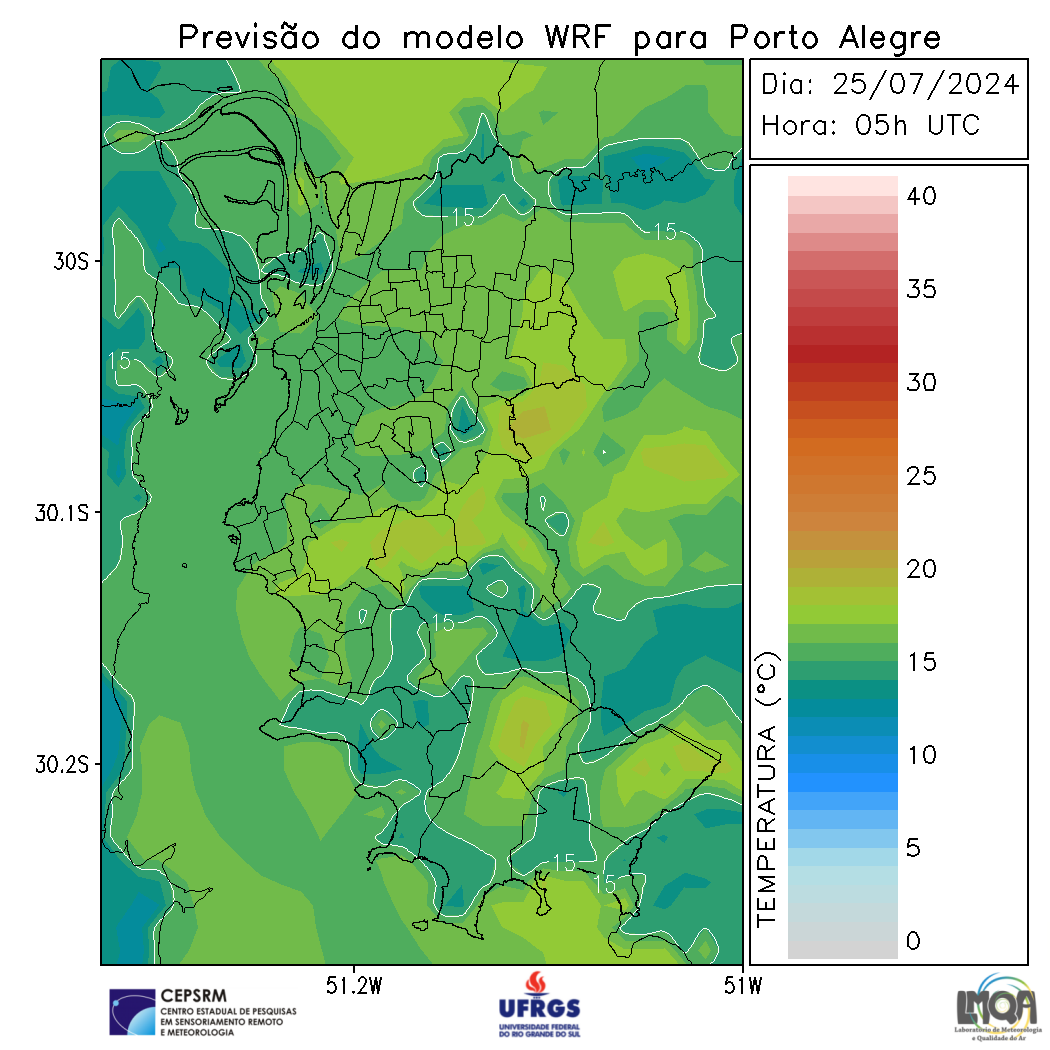 Previsão do modelo WRF para Porto Alegre
Dia: 25/07/2024
Hora: 05h UTC
30S
30.1S
30.2S
51.2W
51W
15
15
15
15
15
15
TEMPERATURA (°C)
40
35
30
25
20
15
10
5
0
CEPSRM
CENTRO ESTADUAL DE PESQUISAS
EM SENSORIAMENTO REMOTO
E METEOROLOGIA
UFRGS
UNIVERSIDADE FEDERAL
DO RIO GRANDE DO SUL
LMQA
Laboratório de Meteorologia
e Qualidade do Ar